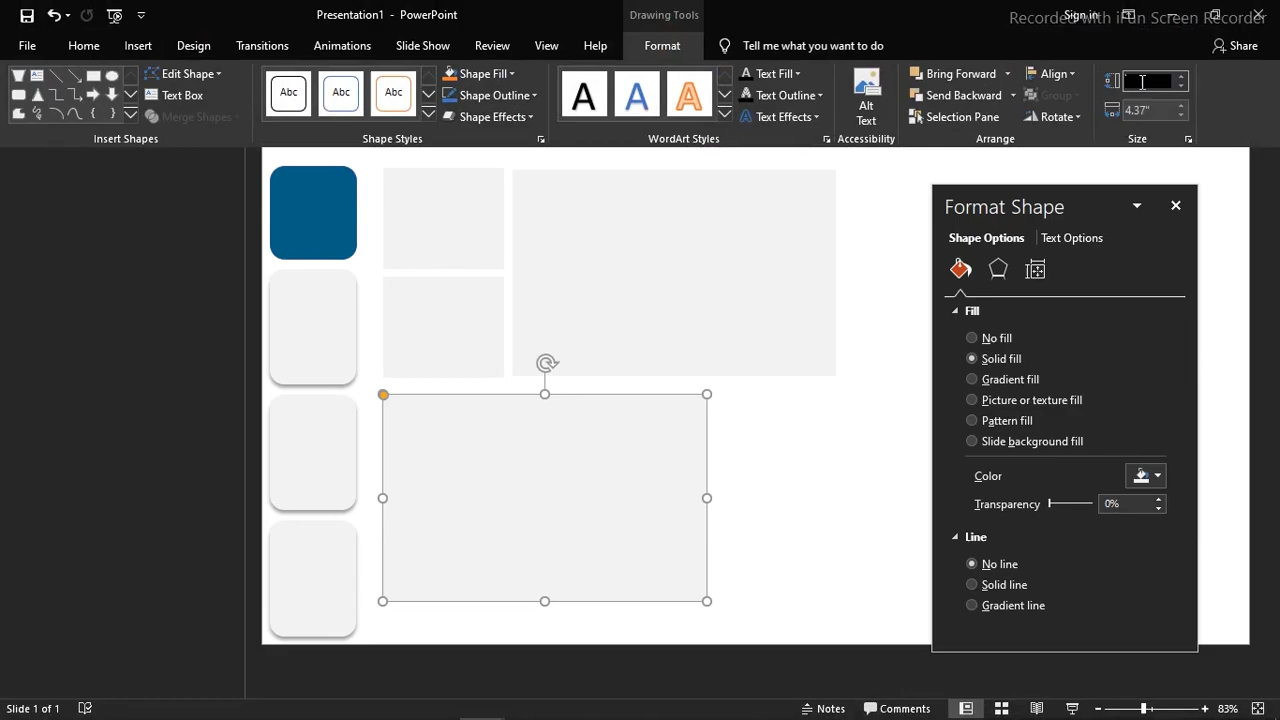 Presentation1 - PowerPoint
Drawing Tools
Sign in
Recorded with iFun Screen Recorder
File Home Insert Design Transitions Animations Slide Show Review View Help Format Tell me what you want to do Share
Edit Shape
Text Box
Merge Shapes
Insert Shapes
Abc Abc Abc
Shape Fill
Shape Outline
Shape Effects
Shape Styles
A A A
Text Fill
Text Outline
Text Effects
WordArt Styles
Alt
Text
Accessibility
Bring Forward
Send Backward
Selection Pane
Align
Group
Rotate
Arrange
4.37"
Size
Format Shape
Shape Options Text Options
Fill
No fill
Solid fill
Gradient fill
Picture or texture fill
Pattern fill
Slide background fill
Color
Transparency 0%
Line
No line
Solid line
Gradient line
Slide 1 of 1
Notes Comments 83%